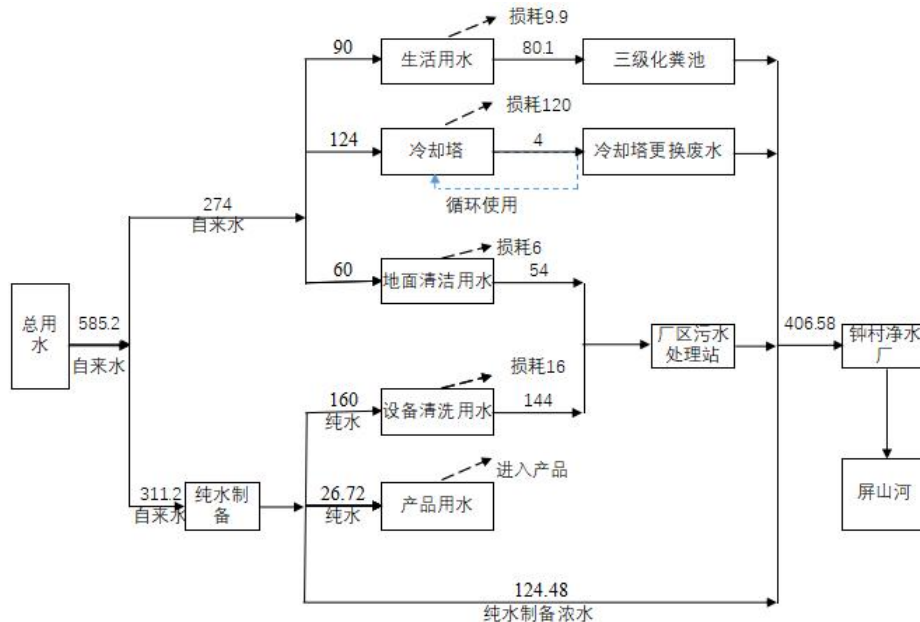 损耗9.9
90
生活用水
80.1
三级化粪池
损耗120
124
冷却塔
4
冷却塔更换废水
循环使用
274
自来水
损耗6
60
地面清洁用水
54
总用
水
585.2
自来水
厂区污水
处理站
406.58
钟村净水
厂
损耗16
160
纯水
设备清洗用水
144
进入产品
311.2
自来水
纯水制
备
26.72
纯水
产品用水
屏山河
124.48
纯水制备浓水